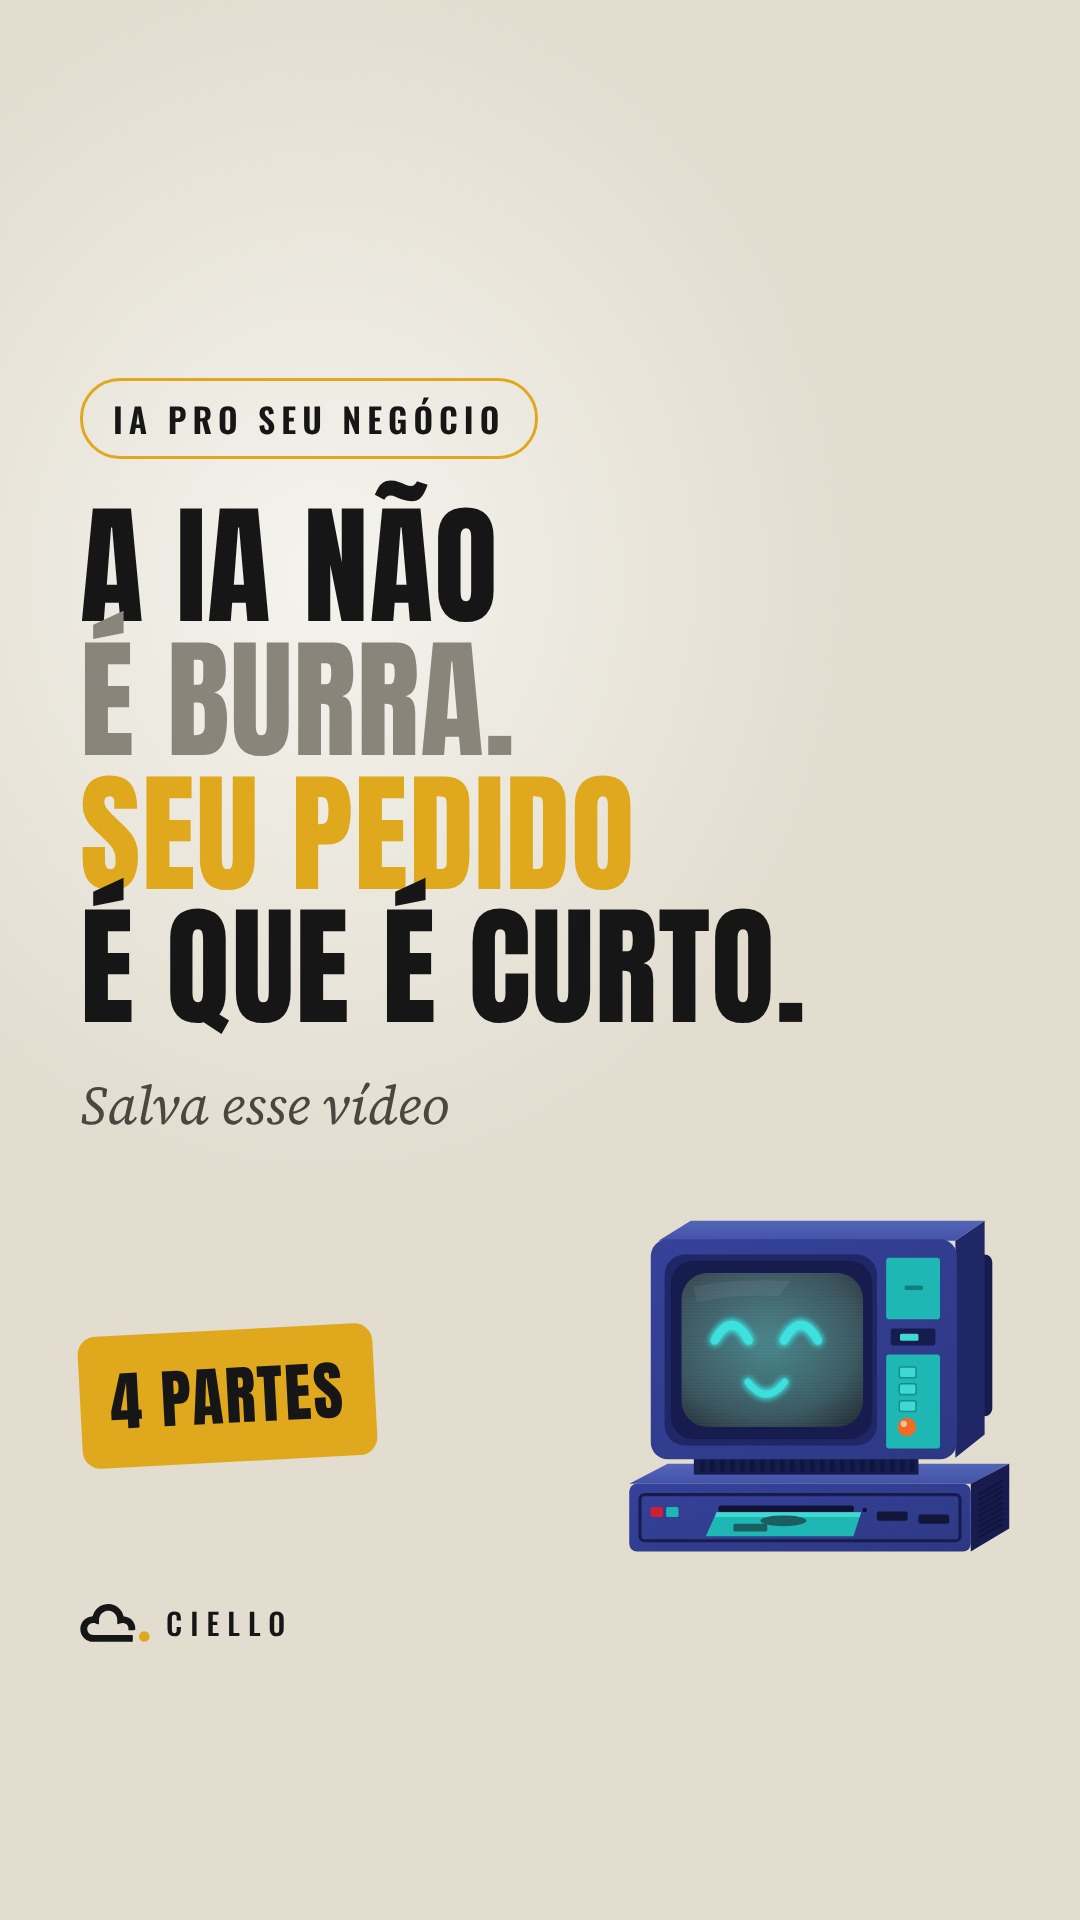 IA PRO SEU NEGÓCIO
A IA NÃO
É BURRA.
SEU PEDIDO
É QUE É CURTO.
Salva esse vídeo
4 PARTES
CIELLO